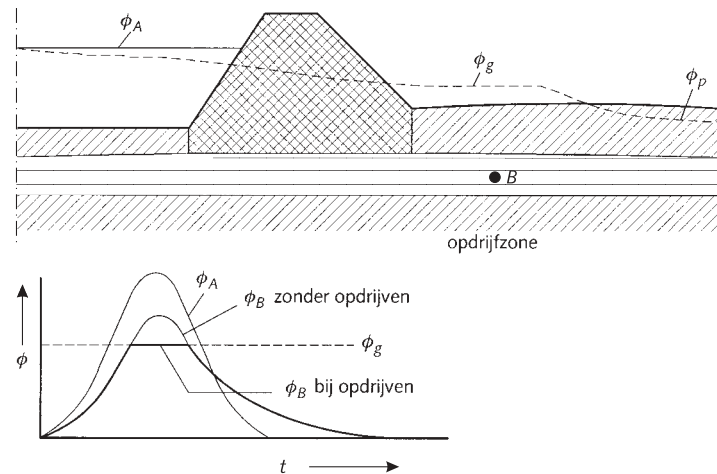 ϕA
ϕg
ϕp
B
opdrijfzone
ϕA
ϕB zonder opdrijven
ϕ
ϕg
ϕB bij opdrijven
t